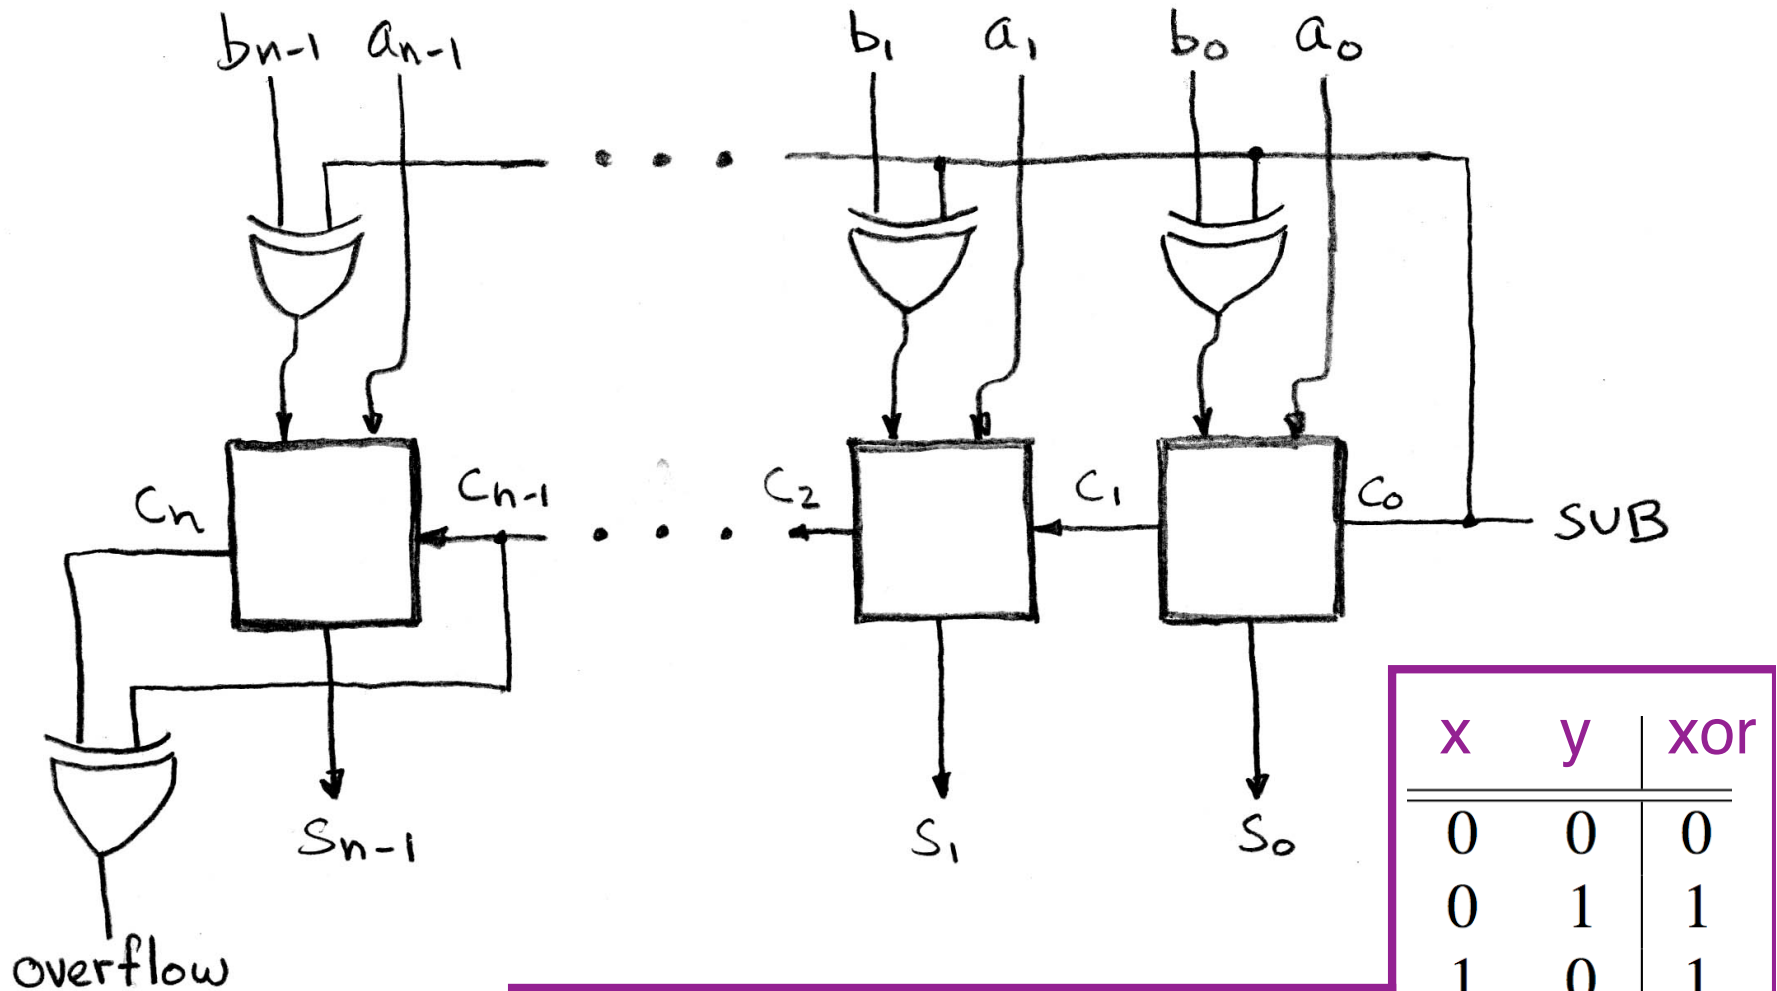 bn-1 an-1 b1 a1 b0 a0
Cn Cn-1 C2 C1 C0 SUB
Sn-1 S1 S0
overflow
x y xor
0 0 0
0 1 1
1 0 1